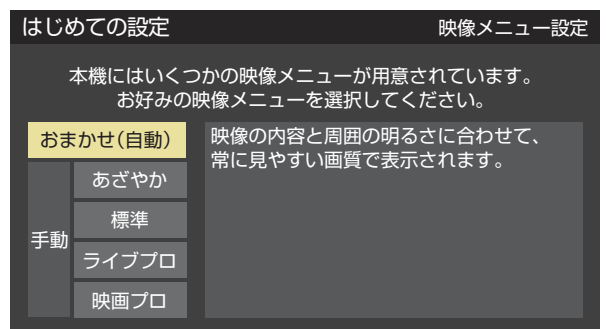 はじめての設定
映像メニュー設定
本機にはいくつかの映像メニューが用意されています。
お好みの映像メニューを選択してください。
おまかせ(自動)
手動
あざやか
標準
ライブプロ
映画プロ
映像の内容と周囲の明るさに合わせて、
常に見やすい画質で表示されます。